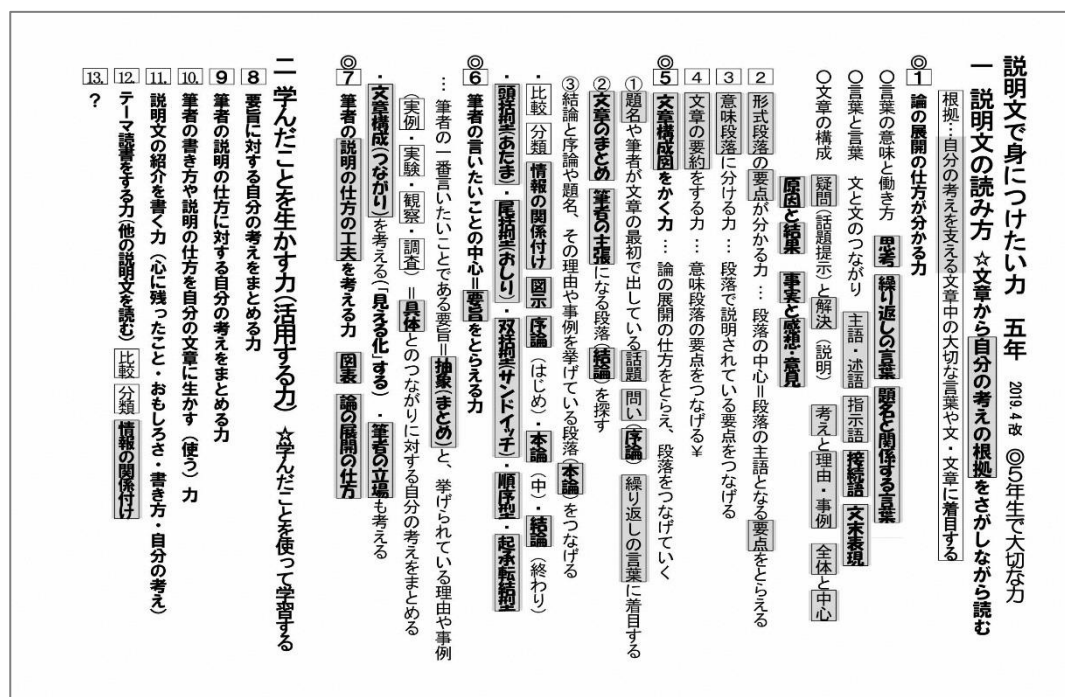 説明文で身につけたい力　五年　2019.4改　◎5年生で大切な力
一　説明文の読み方　☆文章から自分の考えの根拠をさがしながら読む
根拠…自分の考えを支える文章中の大切な言葉や文・文章に着目する
◎1　論の展開の仕方が分かる力
○言葉の意味と働き方　思考　繰り返しの言葉　題名と関係する言葉
○言葉と言葉　文と文のつながり　主語・述語　指示語　接続語　文末表現
○文章の構成　疑問（話題提示）と解決（説明）　考えと理由・事例　全体と中心
原因と結果　事実と感想・意見
2　形式段落の要点が分かる力　…　段落の中心＝段落の主語となる要点をとらえる
3　意味段落に分ける力　…　段落で説明されている要点をつなげる
4　文章の要約をする力　…　意味段落の要点をつなげる¥
◎5　文章構成図をかく力　…　論の展開の仕方をとらえ、段落をつなげていく
①題名や筆者が文章の最初で出している話題　問い（序論）　繰り返しの言葉に着目する
②文章のまとめ　筆者の主張になる段落（結論）を探す
③結論と序論や題名、その理由や事例を挙げている段落（本論）をつなげる
・比較　分類　情報の関係付け　図示　序論（はじめ）・本論（中）・結論（終わり）
・頭括型（あたま）・尾括型（おしり）・双括型（サンドイッチ）・順序型・起承転結型
◎6　筆者の言いたいことの中心＝要旨をとらえる力
…　筆者の一番言いたいことである要旨＝抽象（まとめ）と、挙げられている理由や事例
（実例・実験・観察・調査）＝具体とのつながりに対する自分の考えをまとめる
・文章構成（つながり）を考える（「見える化」する）　・筆者の立場も考える
◎7　筆者の説明の仕方の工夫を考える力　図表　論の展開の仕方
二　学んだことを生かす力（活用する力）　☆学んだことを使って学習する
8　要旨に対する自分の考えをまとめる力
9　筆者の説明の仕方に対する自分の考えをまとめる力
10.　筆者の書き方や説明の仕方を自分の文章に生かす（使う）力
11.　説明文の紹介を書く力（心に残ったこと・おもしろさ・書き方・自分の考え）
12.　テーマ読書をする力（他の説明文を読む）　比較　分類　情報の関係付け
13.　？